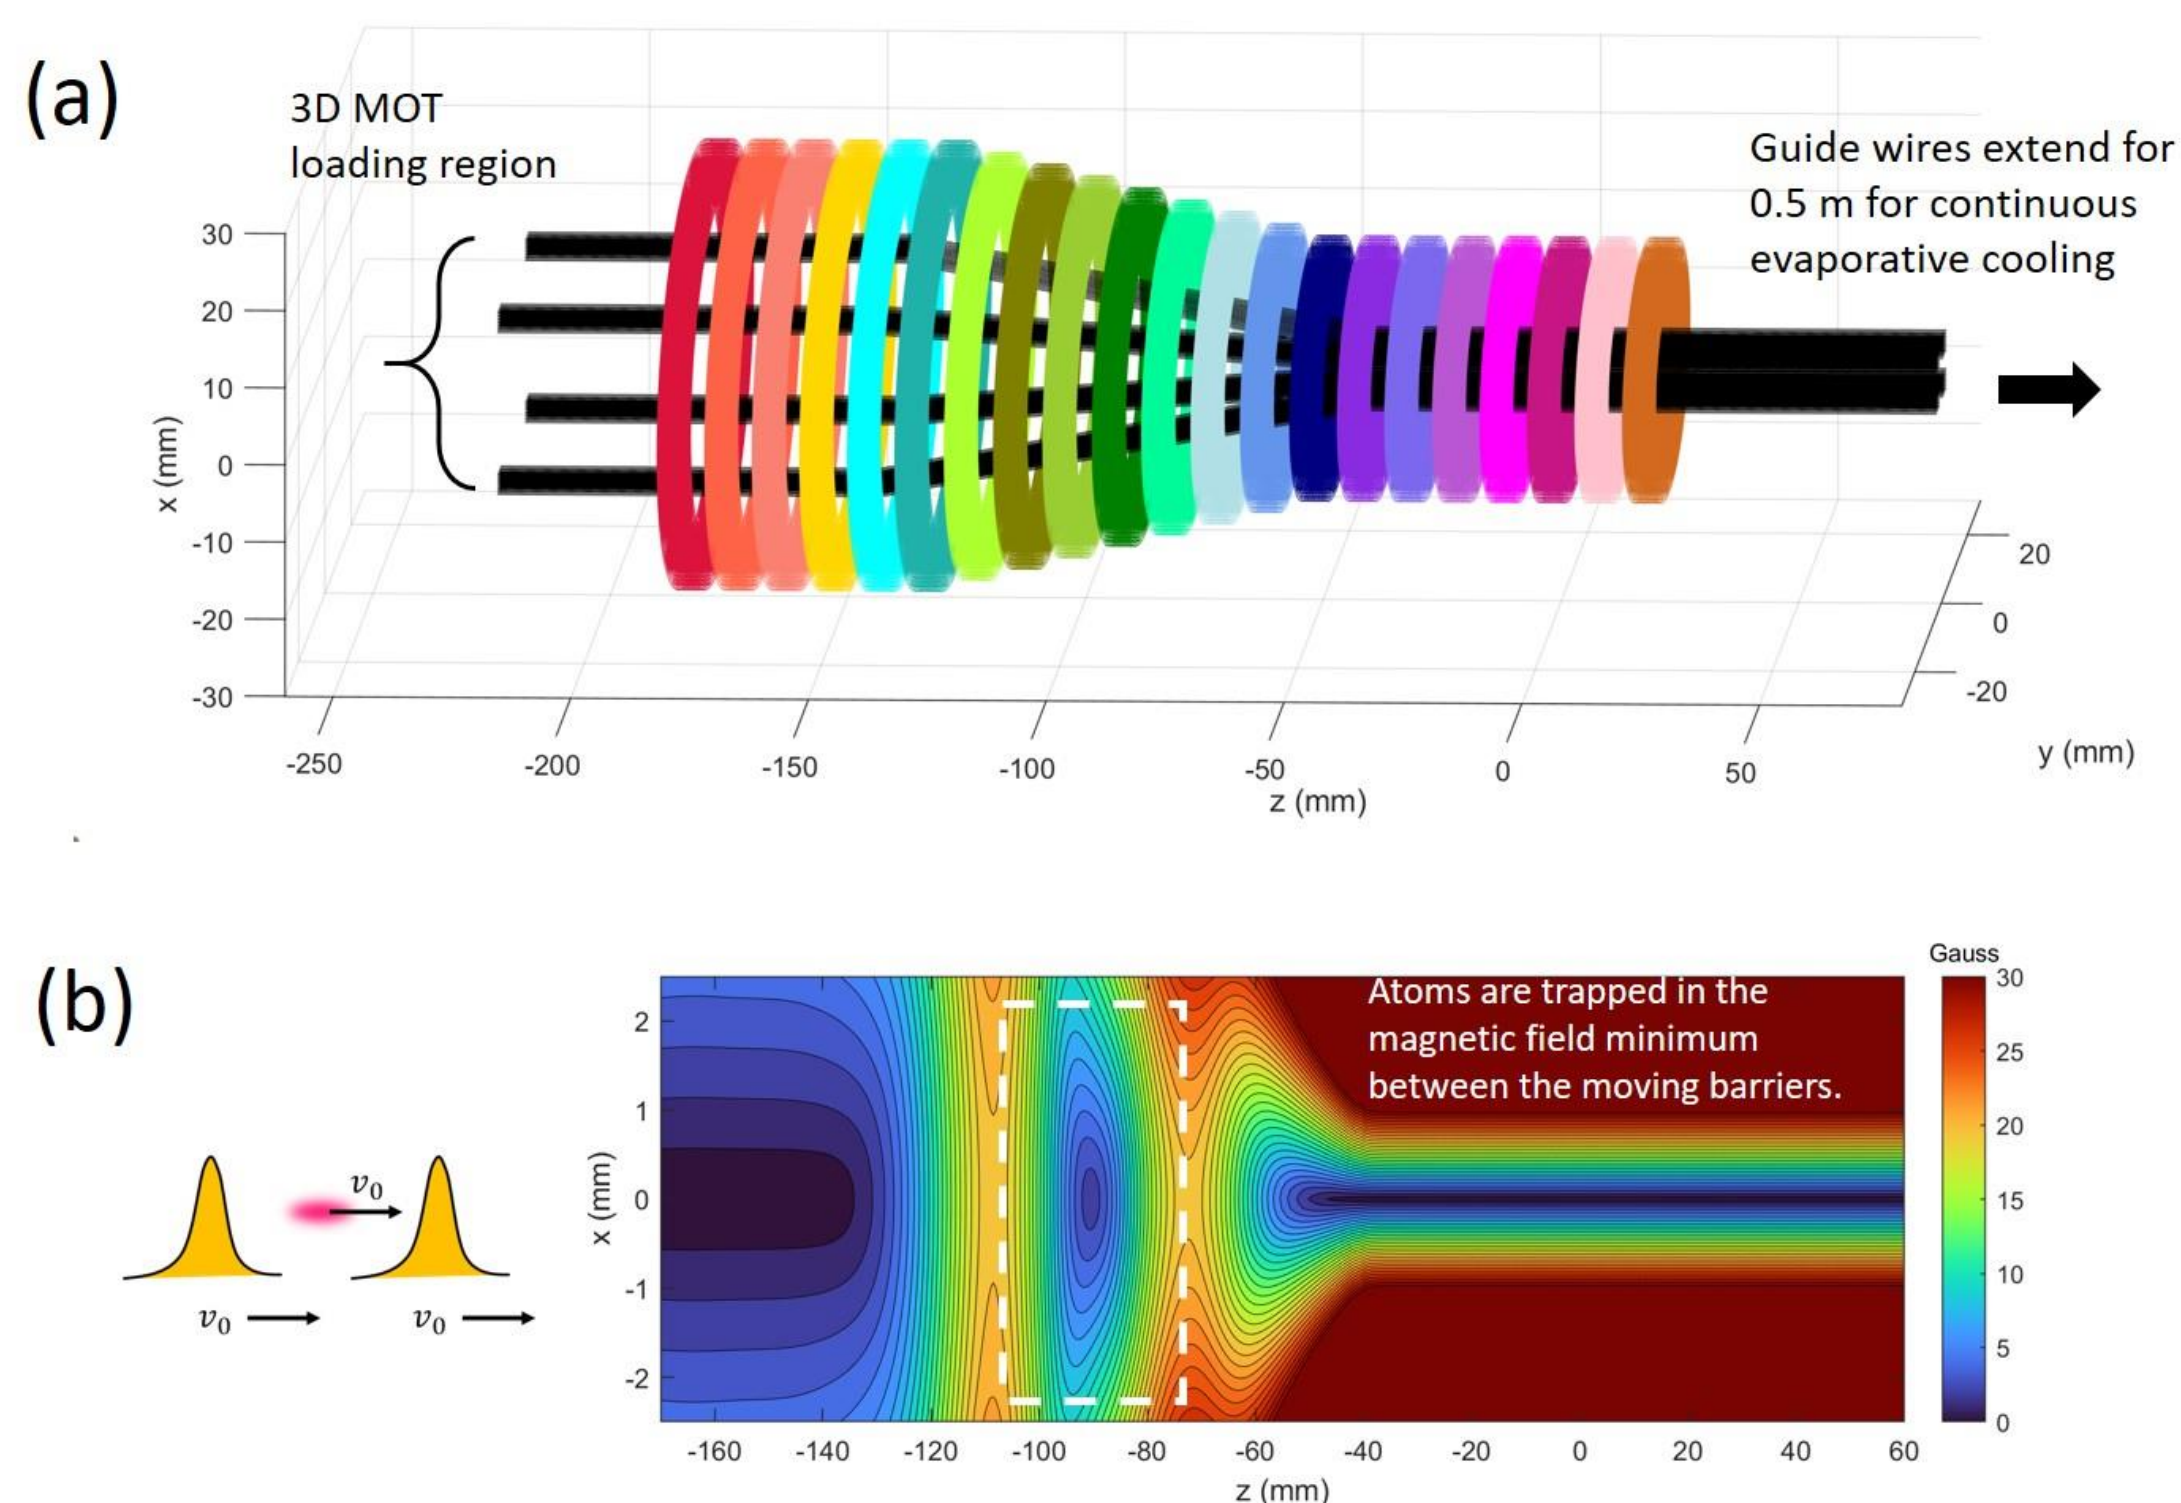 (a)
3D MOT
loading region
Guide wires extend for
0.5 m for continuous
evaporative cooling
30
20
10
0
-10
-20
-30
x (mm)
20
0
-20
y (mm)
-250
-200
-150
-100
-50
0
50
z (mm)
(b)
v₀
v₀
v₀
Atoms are trapped in the
magnetic field minimum
between the moving barriers.
2
1
0
-1
-2
x (mm)
-160
-140
-120
-100
-80
-60
-40
-20
0
20
40
60
z (mm)
Gauss
30
25
20
15
10
5
0